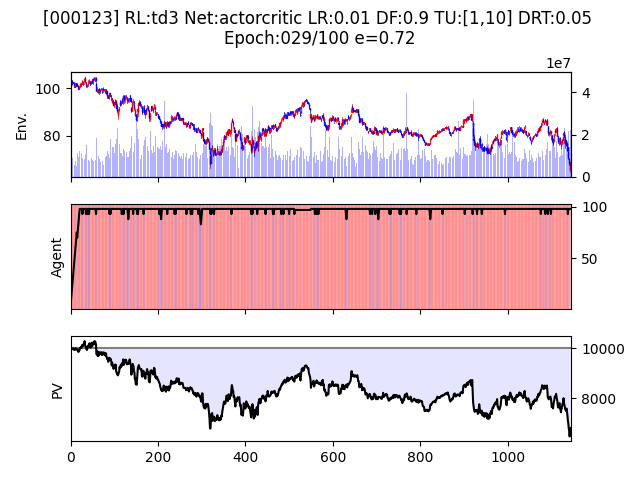 [000123] RL:td3 Net:actorcritic LR:0.01 DF:0.9 TU:[1,10] DRT:0.05
Epoch:029/100 e=0.72
1e7
100
80
Env.
4
2
0
Agent
100
50
PV
10000
8000
0 200 400 600 800 1000